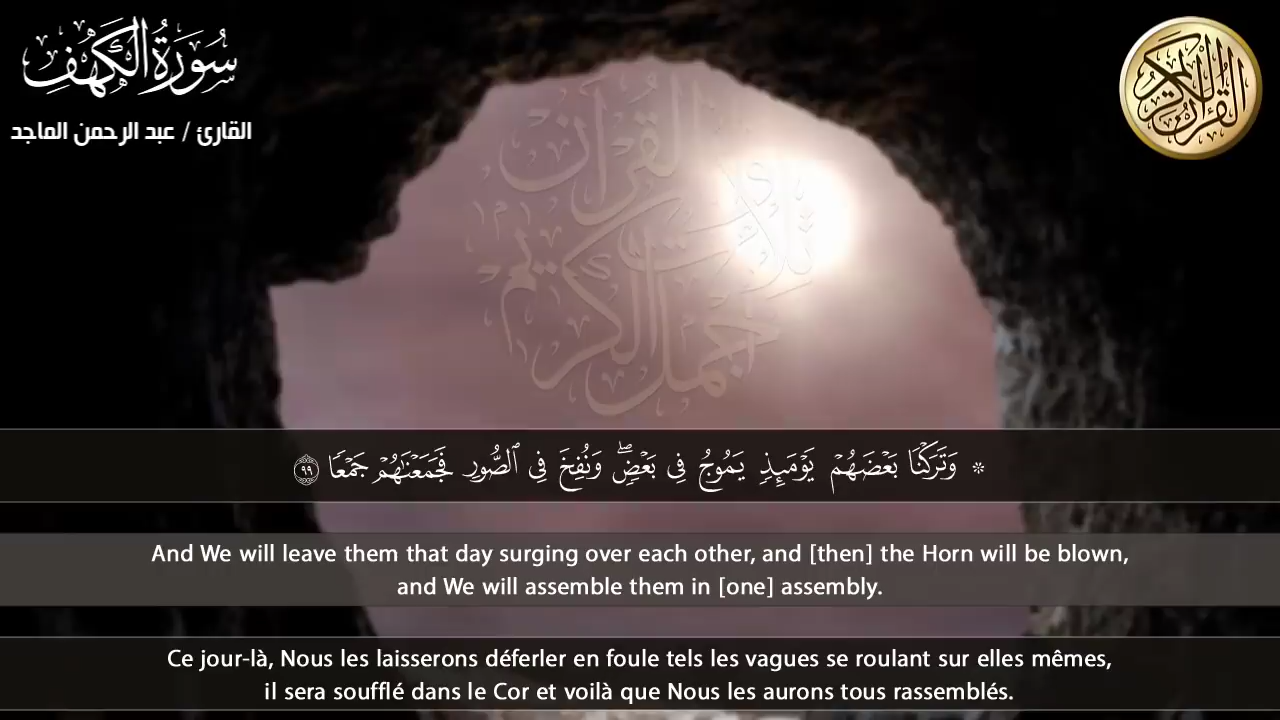 سُورَةُ الكَهْفِ
القارئ / عبد الرحمن الماجد
القرآن الكريم
۞ وَتَرَكْنَا بَعْضَهُمْ يَوْمَئِذٍ يَمُوجُ فِى بَعْضٍۖ وَنُفِخَ فِى ٱلصُّورِ فَجَمَعْنَٰهُمْ جَمْعًا ٩٩
And We will leave them that day surging over each other, and [then] the Horn will be blown,
and We will assemble them in [one] assembly.
Ce jour-là, Nous les laisserons déferler en foule tels les vagues se roulant sur elles mêmes,
il sera soufflé dans le Cor et voilà que Nous les aurons tous rassemblés.